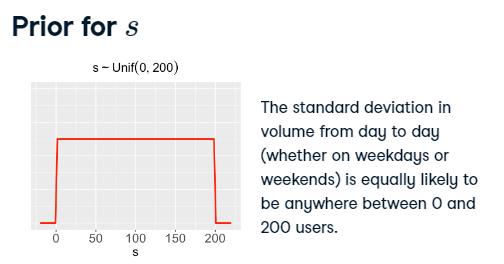 Prior for s
s ~ Unif(0, 200)
The standard deviation in
volume from day to day
(whether on weekdays or
weekends) is equally likely to
be anywhere between 0 and
200 users.
0 50 100 150 200
s